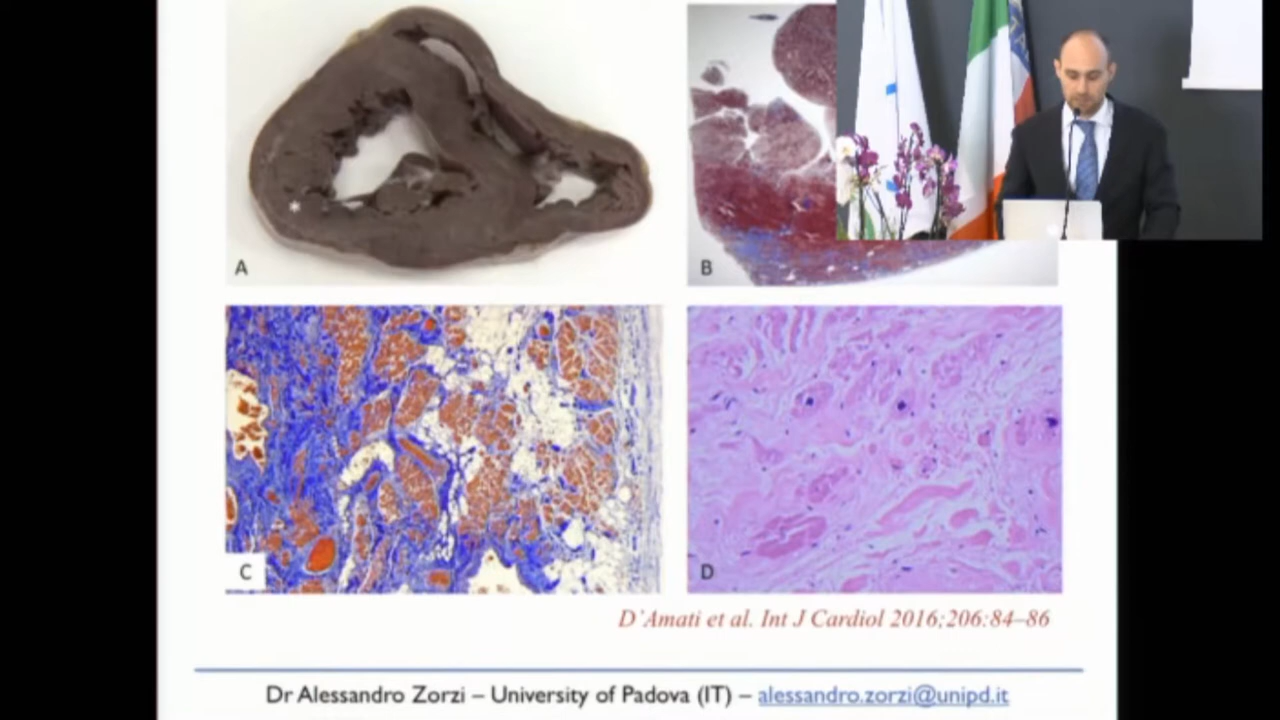 *
A
B
C
D
D'Amati et al. Int J Cardiol 2016;206:84–86
Dr Alessandro Zorzi – University of Padova (IT) – alessandro.zorzi@unipd.it